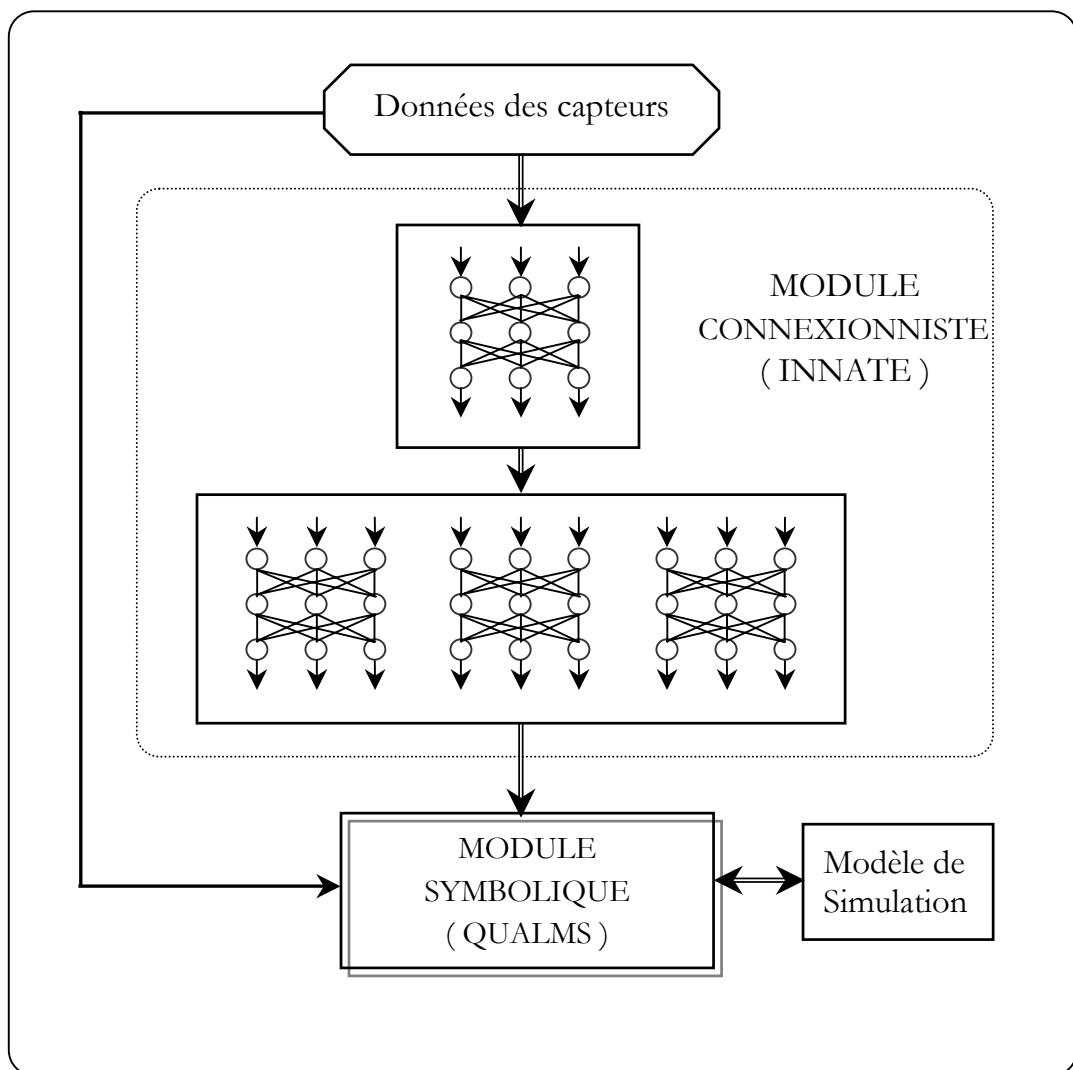 Données des capteurs
MODULE
CONNEXIONNISTE
( INNATE )
MODULE
SYMBOLIQUE
( QUALMS )
Modèle de
Simulation